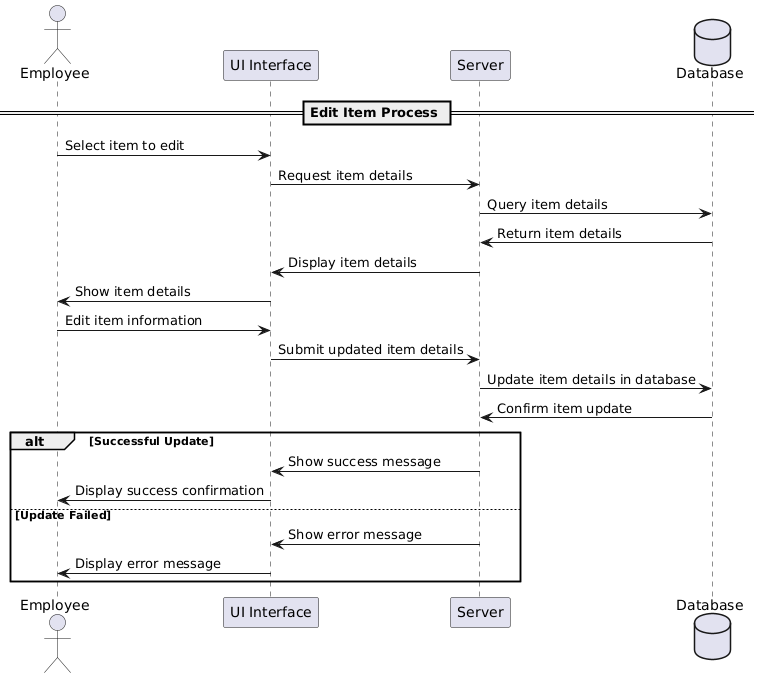 Employee
UI Interface
Server
Database
Edit Item Process
Select item to edit
Request item details
Query item details
Return item details
Display item details
Show item details
Edit item information
Submit updated item details
Update item details in database
Confirm item update
alt [Successful Update]
Show success message
Display success confirmation
[Update Failed]
Show error message
Display error message
Employee
UI Interface
Server
Database